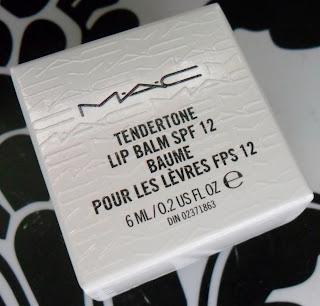 M·A·C
TENDERTONE
LIP BALM SPF 12
BAUME
POUR LES LÈVRES FPS 12
6 ML/0.2 US FL OZ ℮
DIN 02371863